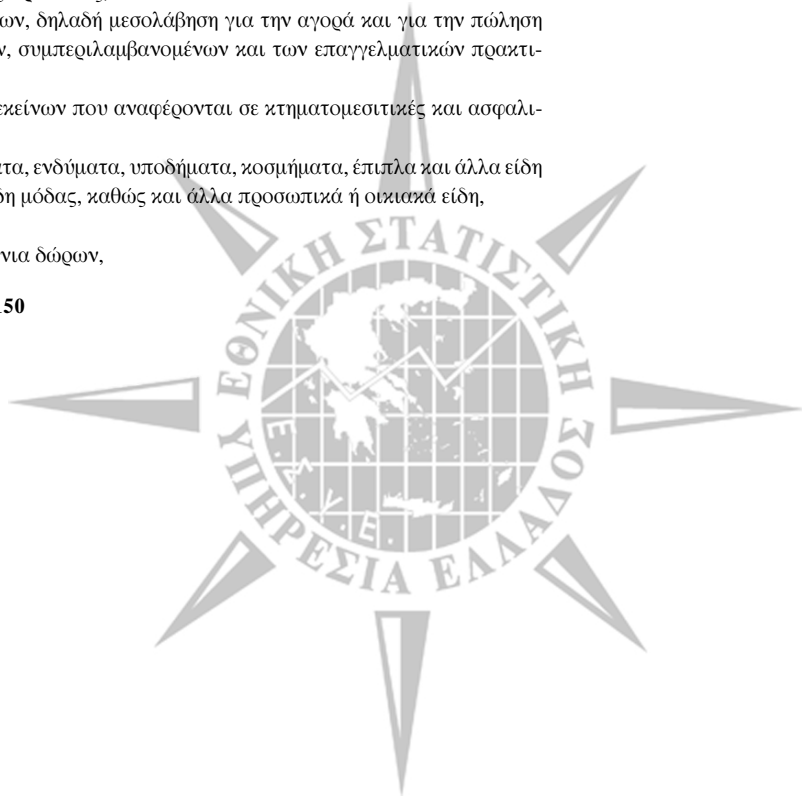 ων, δηλαδή μεσολάβηση για την αγορά και για την πώληση
ν, συμπεριλαμβανομένων και των επαγγελματικών πρακτι-
εκείνων που αναφέρονται σε κτηματομεσιτικές και ασφαλι-
τα, ενδύματα, υποδήματα, κοσμήματα, έπιπλα και άλλα είδη
δη μόδας, καθώς και άλλα προσωπικά ή οικιακά είδη,
νια δώρων,
50
ΕΘΝΙΚΗ ΣΤΑΤΙΣΤΙΚΗ
ΥΠΗΡΕΣΙΑ ΕΛΛΑΔΟΣ
Ε.Σ.Υ.Ε.